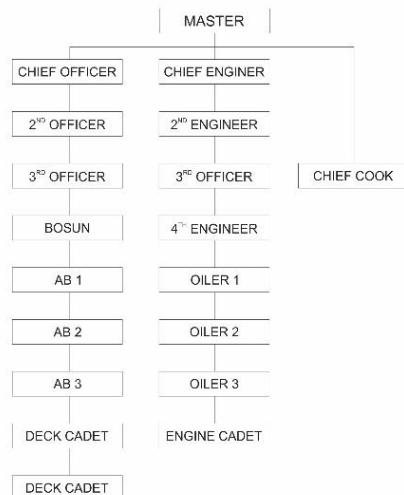 MASTER
CHIEF OFFICER
CHIEF ENGINER
2ND OFFICER
2ND ENGINEER
3RD OFFICER
3RD OFFICER
CHIEF COOK
BOSUN
4TH ENGINEER
AB 1
OILER 1
AB 2
OILER 2
AB 3
OILER 3
DECK CADET
ENGINE CADET
DECK CADET